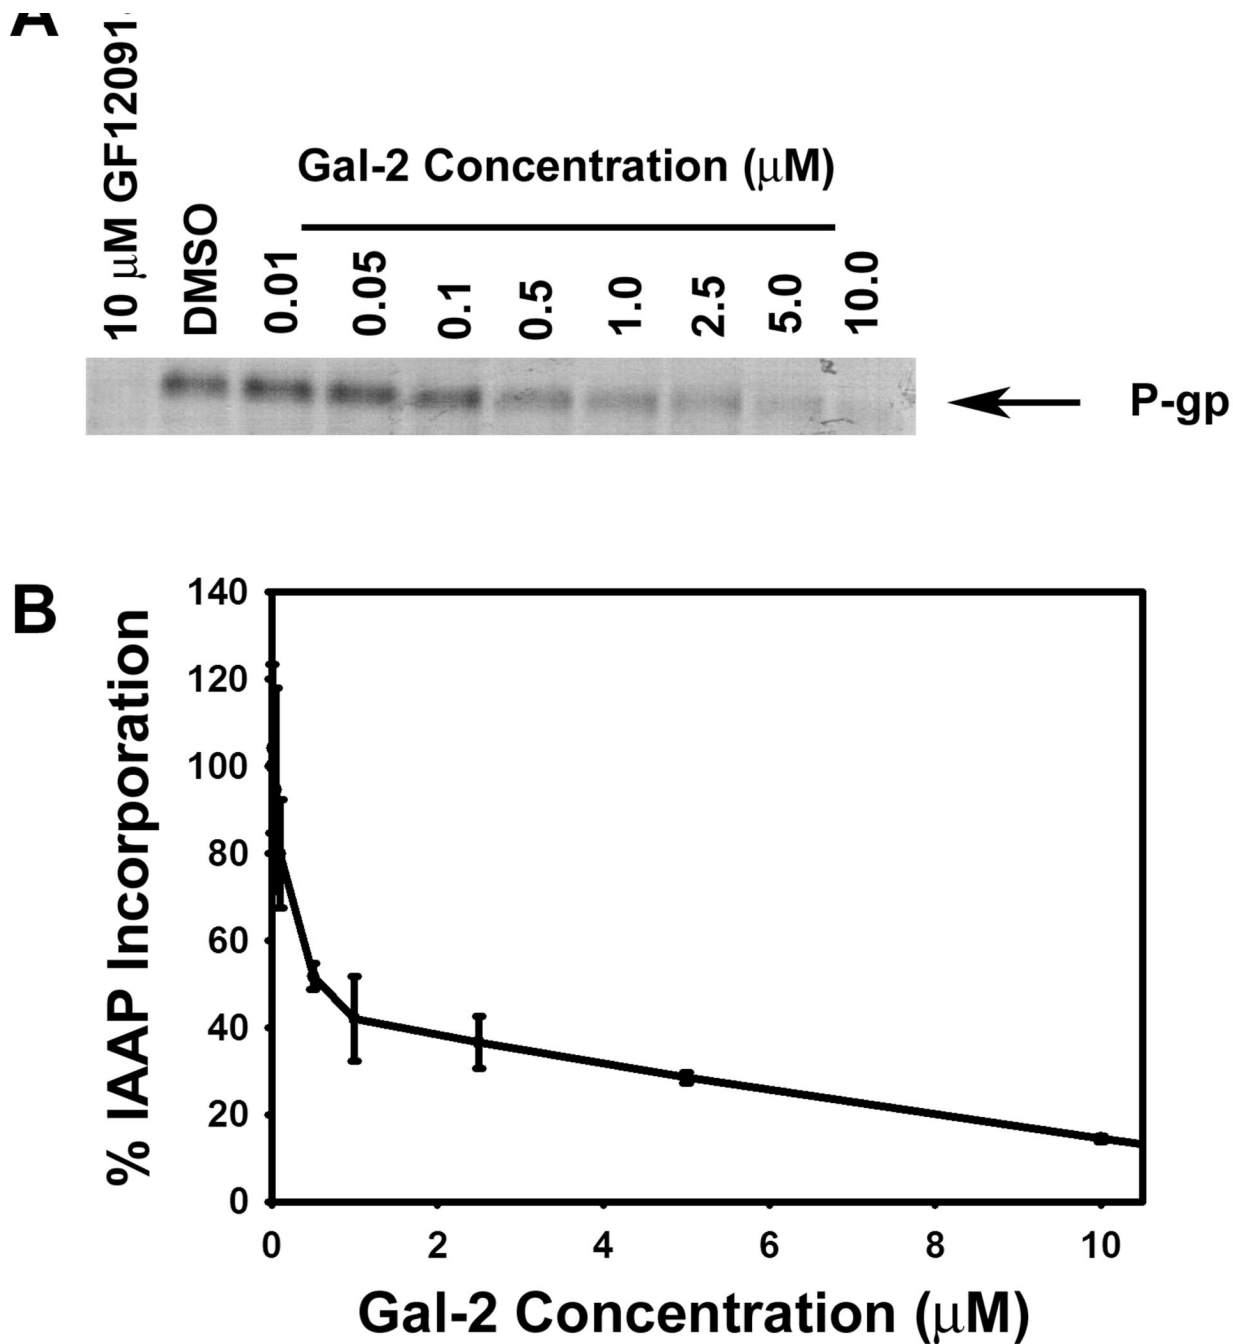 A
10 μM GF12091
DMSO
Gal-2 Concentration (μM)
0.01
0.05
0.1
0.5
1.0
2.5
5.0
10.0
P-gp
B
% IAAP Incorporation
140
120
100
80
60
40
20
0
0 2 4 6 8 10
Gal-2 Concentration (μM)